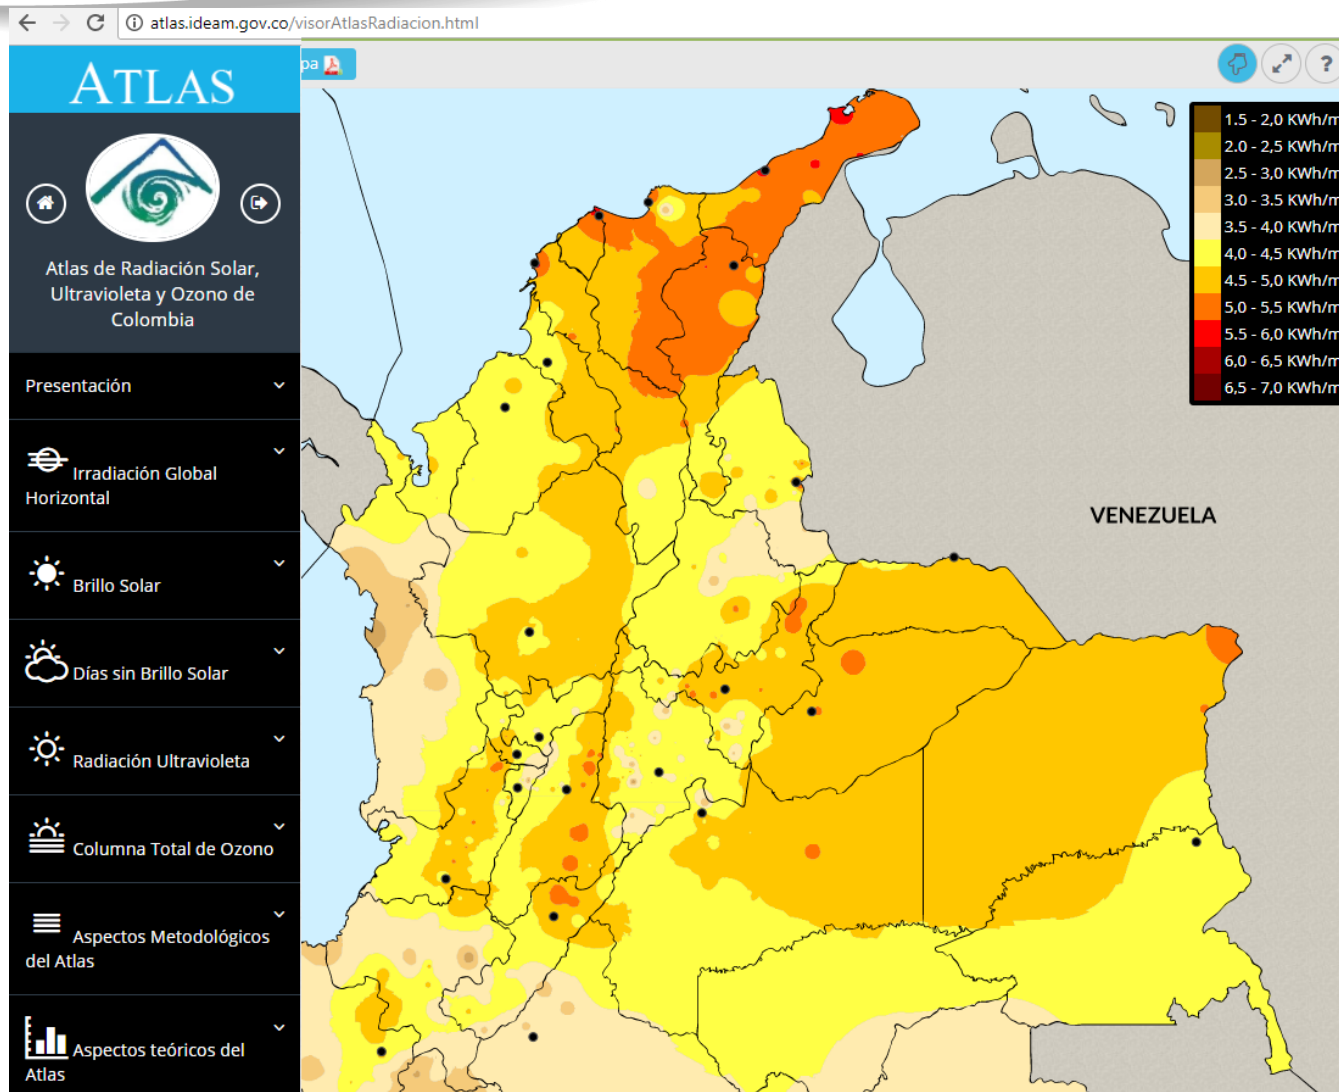 atlas.ideam.gov.co/visorAtlasRadiacion.html
ATLAS
pa
?
Atlas de Radiación Solar,
Ultravioleta y Ozono de
Colombia
Presentación
Irradiación Global
Horizontal
Brillo Solar
Días sin Brillo Solar
Radiación Ultravioleta
Columna Total de Ozono
Aspectos Metodológicos
del Atlas
Aspectos teóricos del
Atlas
1.5 - 2,0 KWh/m
2.0 - 2,5 KWh/m
2.5 - 3,0 KWh/m
3.0 - 3.5 KWh/m
3.5 - 4,0 KWh/m
4,0 - 4,5 KWh/m
4.5 - 5,0 KWh/m
5,0 - 5,5 KWh/m
5.5 - 6,0 KWh/m
6,0 - 6,5 KWh/m
6,5 - 7,0 KWh/m
VENEZUELA